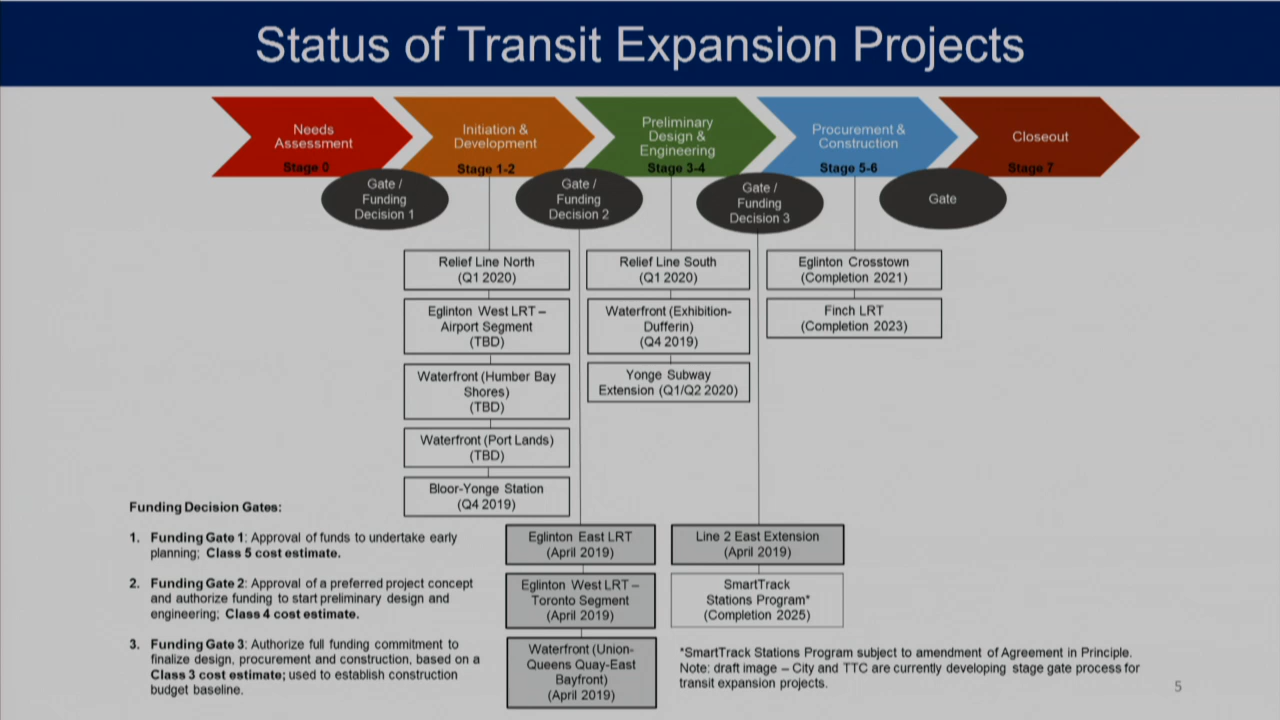 Status of Transit Expansion Projects
Needs
Assessment
Stage 0
Initiation &
Development
Stage 1-2
Preliminary
Design &
Engineering
Stage 3-4
Procurement &
Construction
Stage 5-6
Closeout
Stage 7
Gate /
Funding
Decision 1
Gate /
Funding
Decision 2
Gate /
Funding
Decision 3
Gate
Relief Line North
(Q1 2020)
Eglinton West LRT –
Airport Segment
(TBD)
Waterfront (Humber Bay
Shores)
(TBD)
Waterfront (Port Lands)
(TBD)
Bloor-Yonge Station
(Q4 2019)
Relief Line South
(Q1 2020)
Waterfront (Exhibition-
Dufferin)
(Q4 2019)
Yonge Subway
Extension (Q1/Q2 2020)
Eglinton Crosstown
(Completion 2021)
Finch LRT
(Completion 2023)
Eglinton East LRT
(April 2019)
Eglinton West LRT –
Toronto Segment
(April 2019)
Waterfront (Union-
Queens Quay-East
Bayfront)
(April 2019)
Line 2 East Extension
(April 2019)
SmartTrack
Stations Program*
(Completion 2025)
Funding Decision Gates:
1. Funding Gate 1: Approval of funds to undertake early
planning; Class 5 cost estimate.
2. Funding Gate 2: Approval of a preferred project concept
and authorize funding to start preliminary design and
engineering; Class 4 cost estimate.
3. Funding Gate 3: Authorize full funding commitment to
finalize design, procurement and construction, based on a
Class 3 cost estimate; used to establish construction
budget baseline.
*SmartTrack Stations Program subject to amendment of Agreement in Principle.
Note: draft image – City and TTC are currently developing stage gate process for
transit expansion projects.
5